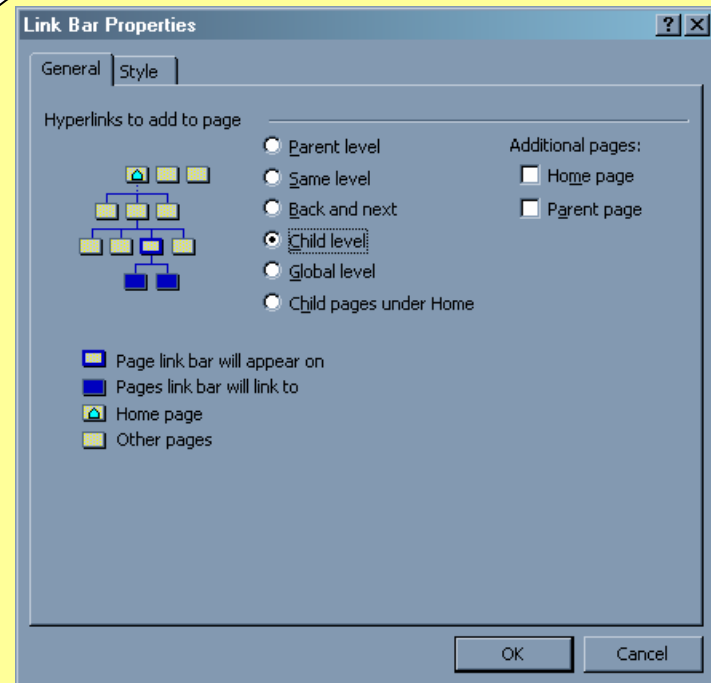 Link Bar Properties
General
Style
Hyperlinks to add to page
Parent level
Same level
Back and next
Child level
Global level
Child pages under Home
Additional pages:
Home page
Parent page
Page link bar will appear on
Pages link bar will link to
Home page
Other pages
OK
Cancel